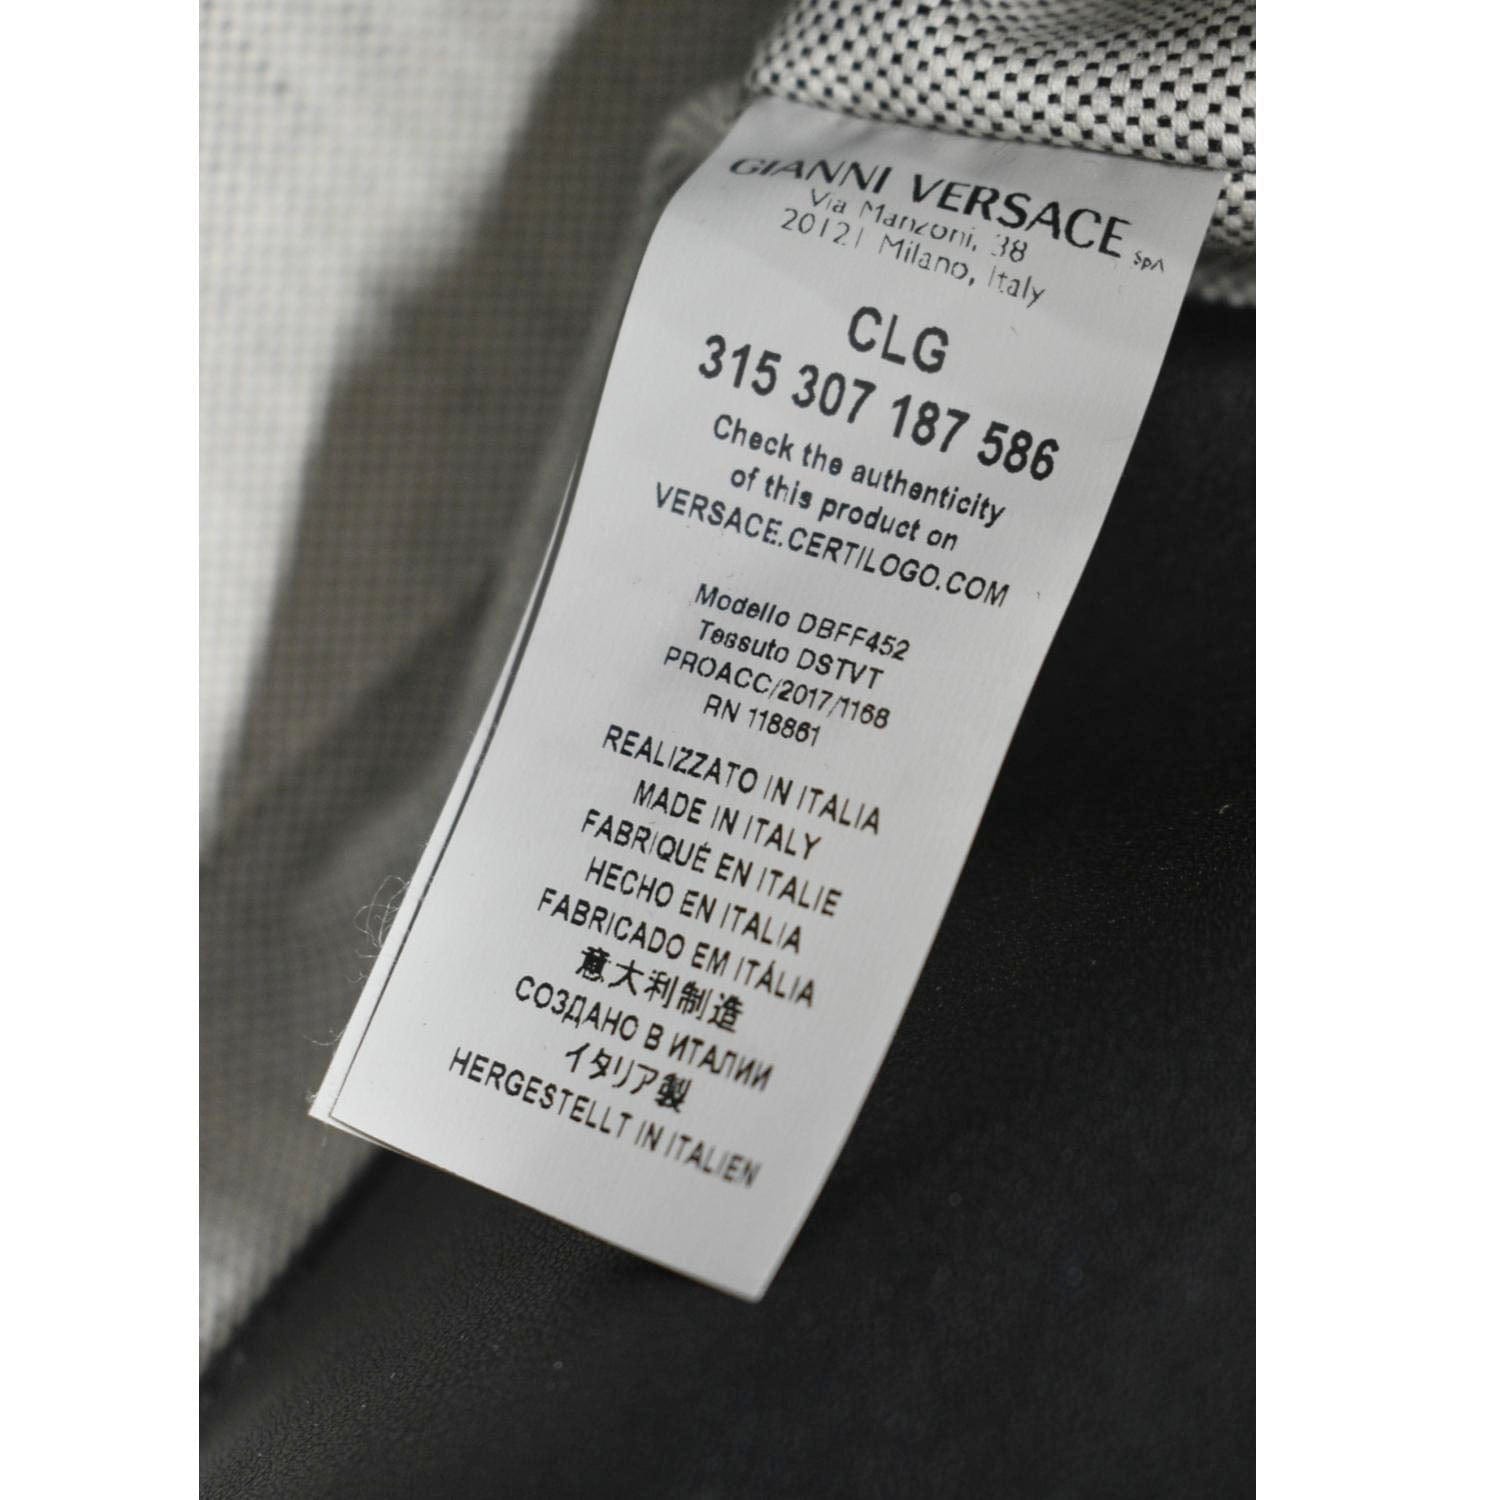 GIANNI VERSACE SpA
Via Manzoni, 38
20121 Milano, Italy
CLG
315 307 187 586
Check the authenticity
of this product on
VERSACE.CERTILOGO.COM
Modello DBFF452
Tessuto DSTVT
PROACC/2017/1168
RN 118861
REALIZZATO IN ITALIA
MADE IN ITALY
FABRIQUÉ EN ITALIE
HECHO EN ITALIA
FABRICADO EM ITÁLIA
意大利制造
СОЗДАНО В ИТАЛИИ
イタリア製
HERGESTELLT IN ITALIEN